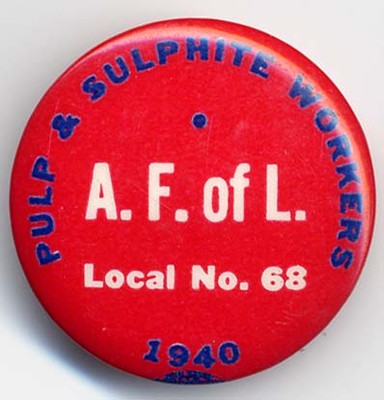 PULP & SULPHITE WORKERS
A. F. of L.
Local No. 68
1940